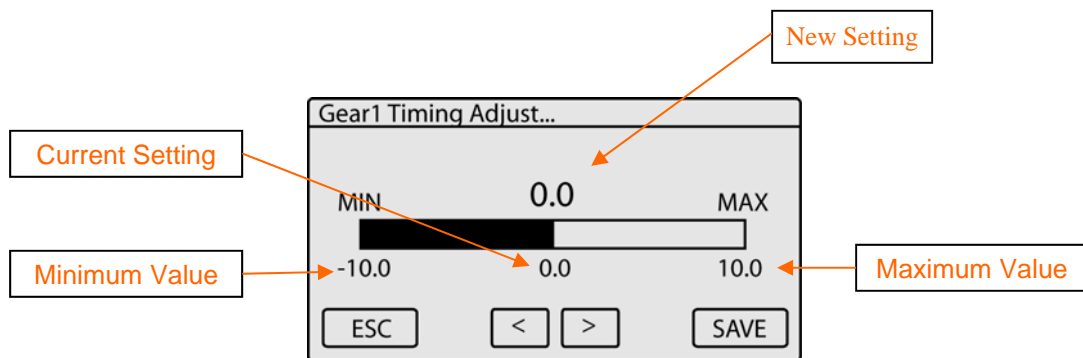 New Setting
Gear1 Timing Adjust...
Current Setting
MIN 0.0 MAX
Minimum Value
-10.0 0.0 10.0
Maximum Value
ESC < > SAVE